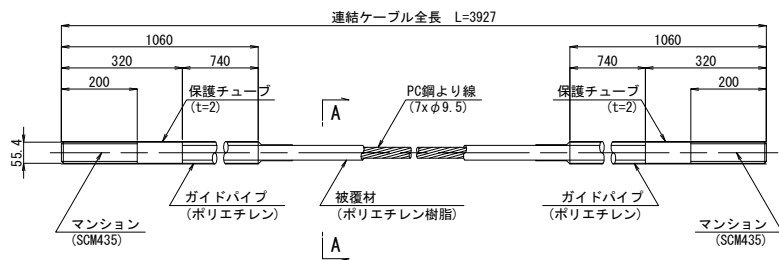 連結ケーブル全長 L=3927
1060
1060
320
740
740
320
200
200
保護チューブ
(t=2)
A
PC鋼より線
(7xφ9.5)
保護チューブ
(t=2)
55.4
ガイドパイプ
(ポリエチレン)
被覆材
(ポリエチレン樹脂)
ガイドパイプ
(ポリエチレン)
マンション
(SCM435)
A
マンション
(SCM435)